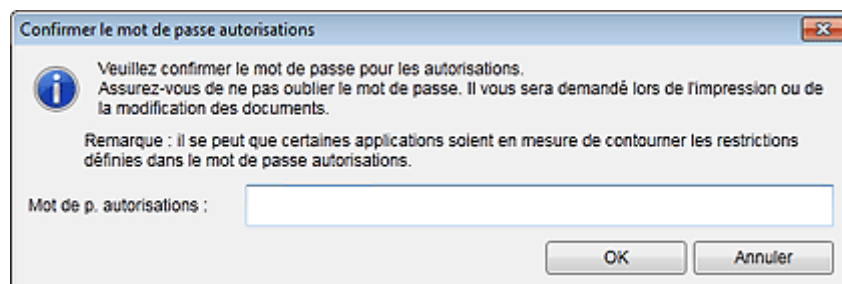 Confirmer le mot de passe autorisations
Veuillez confirmer le mot de passe pour les autorisations.
Assurez-vous de ne pas oublier le mot de passe. Il vous sera demandé lors de l'impression ou de
la modification des documents.
Remarque : il se peut que certaines applications soient en mesure de contourner les restrictions
définies dans le mot de passe autorisations.
Mot de p. autorisations :
OK
Annuler